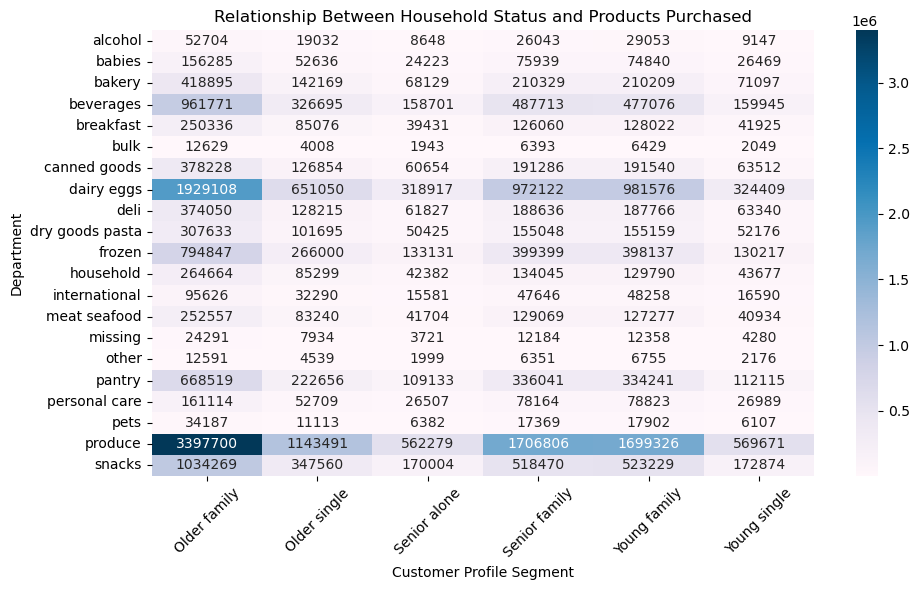 Relationship Between Household Status and Products Purchased
1e6
alcohol 52704 19032 8648 26043 29053 9147
babies 156285 52636 24223 75939 74840 26469
bakery 418895 142169 68129 210329 210209 71097
beverages 961771 326695 158701 487713 477076 159945
breakfast 250336 85076 39431 126060 128022 41925
bulk 12629 4008 1943 6393 6429 2049
canned goods 378228 126854 60654 191286 191540 63512
dairy eggs 1929108 651050 318917 972122 981576 324409
deli 374050 128215 61827 188636 187766 63340
dry goods pasta 307633 101695 50425 155048 155159 52176
frozen 794847 266000 133131 399399 398137 130217
household 264664 85299 42382 134045 129790 43677
international 95626 32290 15581 47646 48258 16590
meat seafood 252557 83240 41704 129069 127277 40934
missing 24291 7934 3721 12184 12358 4280
other 12591 4539 1999 6351 6755 2176
pantry 668519 222656 109133 336041 334241 112115
personal care 161114 52709 26507 78164 78823 26989
pets 34187 11113 6382 17369 17902 6107
produce 3397700 1143491 562279 1706806 1699326 569671
snacks 1034269 347560 170004 518470 523229 172874
Department
Older family Older single Senior alone Senior family Young family Young single
Customer Profile Segment
3.0
2.5
2.0
1.5
1.0
0.5